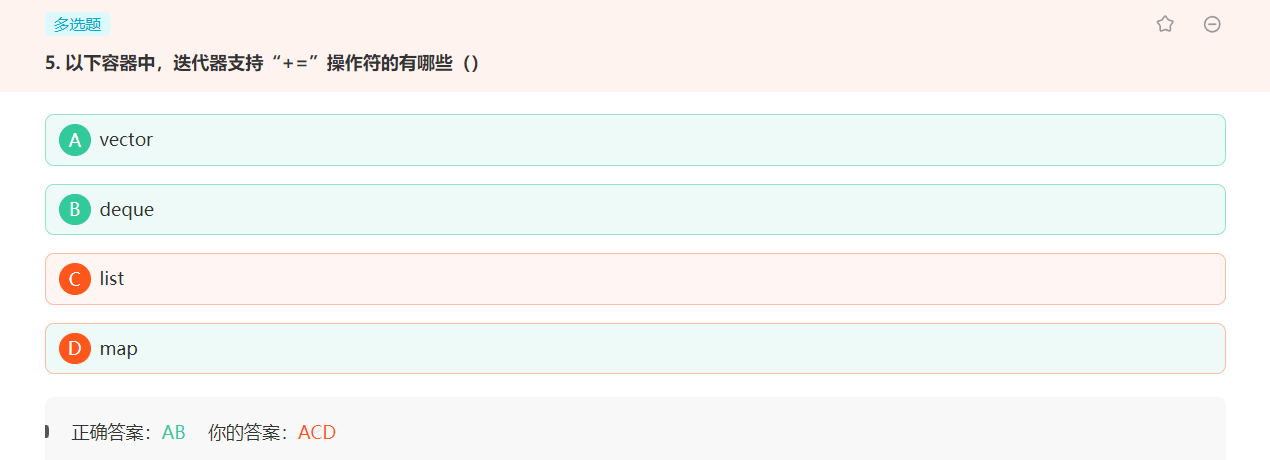 多选题
5. 以下容器中，迭代器支持“+=”操作符的有哪些（）
A vector
B deque
C list
D map
正确答案：AB 你的答案：ACD